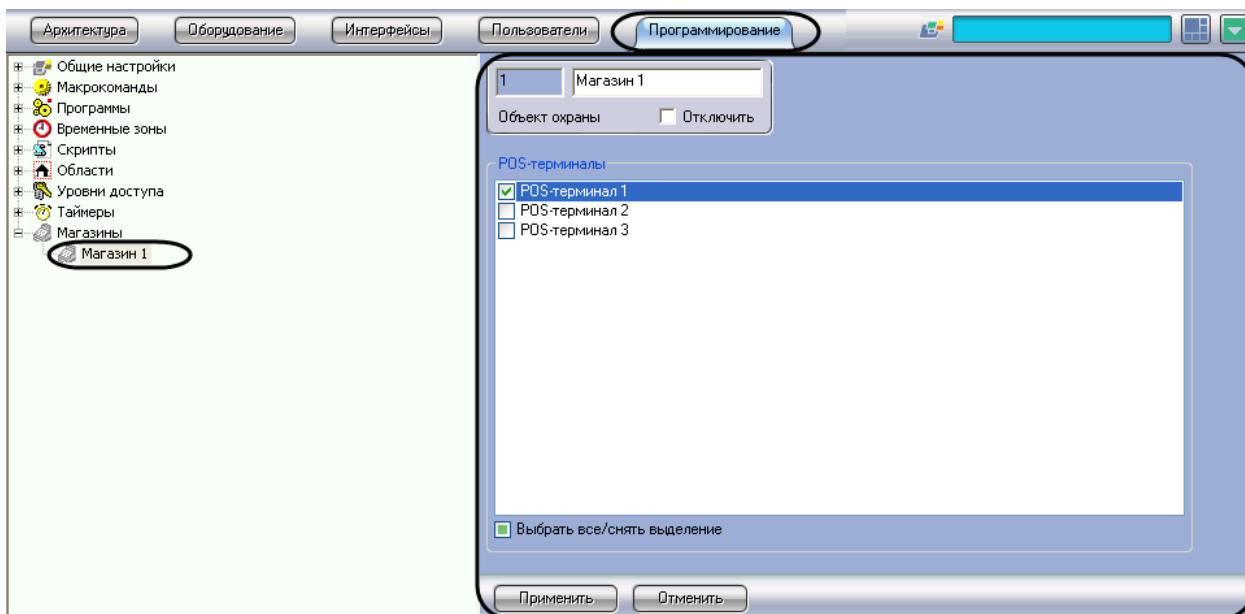 Архитектура Оборудование Интерфейсы Пользователи Программирование
Общие настройки
Макрокоманды
Программы
Временные зоны
Скрипты
Области
Уровни доступа
Таймеры
Магазины
Магазин 1
1 Магазин 1
Объект охраны Отключить
POS-терминалы
POS-терминал 1
POS-терминал 2
POS-терминал 3
Выбрать все/снять выделение
Применить Отменить